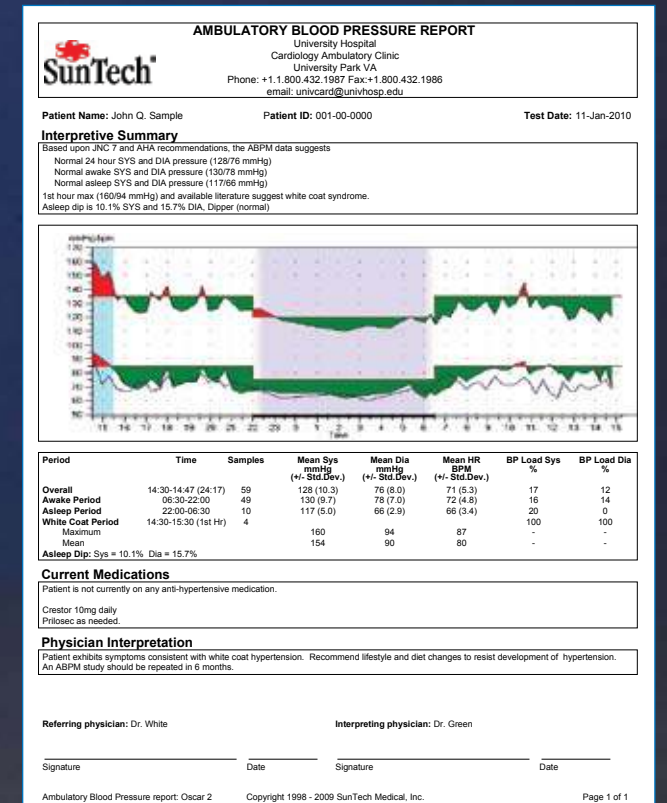 SunTech
AMBULATORY BLOOD PRESSURE REPORT
University Hospital
Cardiology Ambulatory Clinic
University Park VA
Phone: +1.1.800.432.1987 Fax:+1.800.432.1986
email: univcard@univhosp.edu
Patient Name: John Q. Sample Patient ID: 001-00-0000 Test Date: 11-Jan-2010
Interpretive Summary
Based upon JNC 7 and AHA recommendations, the ABPM data suggests
Normal 24 hour SYS and DIA pressure (128/76 mmHg)
Normal awake SYS and DIA pressure (130/78 mmHg)
Normal asleep SYS and DIA pressure (117/66 mmHg)
1st hour max (160/94 mmHg) and available literature suggest white coat syndrome.
Asleep dip is 10.1% SYS and 15.7% DIA, Dipper (normal)
170
160
150
140
130
120
110
100
90
80
70
60
50
15 16 17 18 19 20 21 22 23 0 1 2 3 4 5 6 7 8 9 10 11 12 13 14 15
Time
Period Time Samples Mean Sys Mean Dia Mean HR BP Load Sys BP Load Dia
mmHg mmHg BPM % %
(+/- Std.Dev.) (+/- Std.Dev.) (+/- Std.Dev.)
Overall 14:30-14:47 (24:17) 59 128 (10.3) 76 (8.0) 71 (5.3) 17 12
Awake Period 06:30-22:00 49 130 (9.7) 78 (7.0) 72 (4.8) 16 14
Asleep Period 22:00-06:30 10 117 (5.0) 66 (2.9) 66 (3.4) 20 0
White Coat Period 14:30-15:30 (1st Hr) 4 100 100
Maximum 160 94 87 - -
Mean 154 90 80 - -
Asleep Dip: Sys = 10.1% Dia = 15.7%
Current Medications
Patient is not currently on any anti-hypertensive medication.
Crestor 10mg daily
Prilosec as needed.
Physician Interpretation
Patient exhibits symptoms consistent with white coat hypertension. Recommend lifestyle and diet changes to resist development of hypertension.
An ABPM study should be repeated in 6 months.
Referring physician: Dr. White Interpreting physician: Dr. Green
Signature Date Signature Date
Ambulatory Blood Pressure report: Oscar 2 Copyright 1998 - 2009 SunTech Medical, Inc. Page 1 of 1